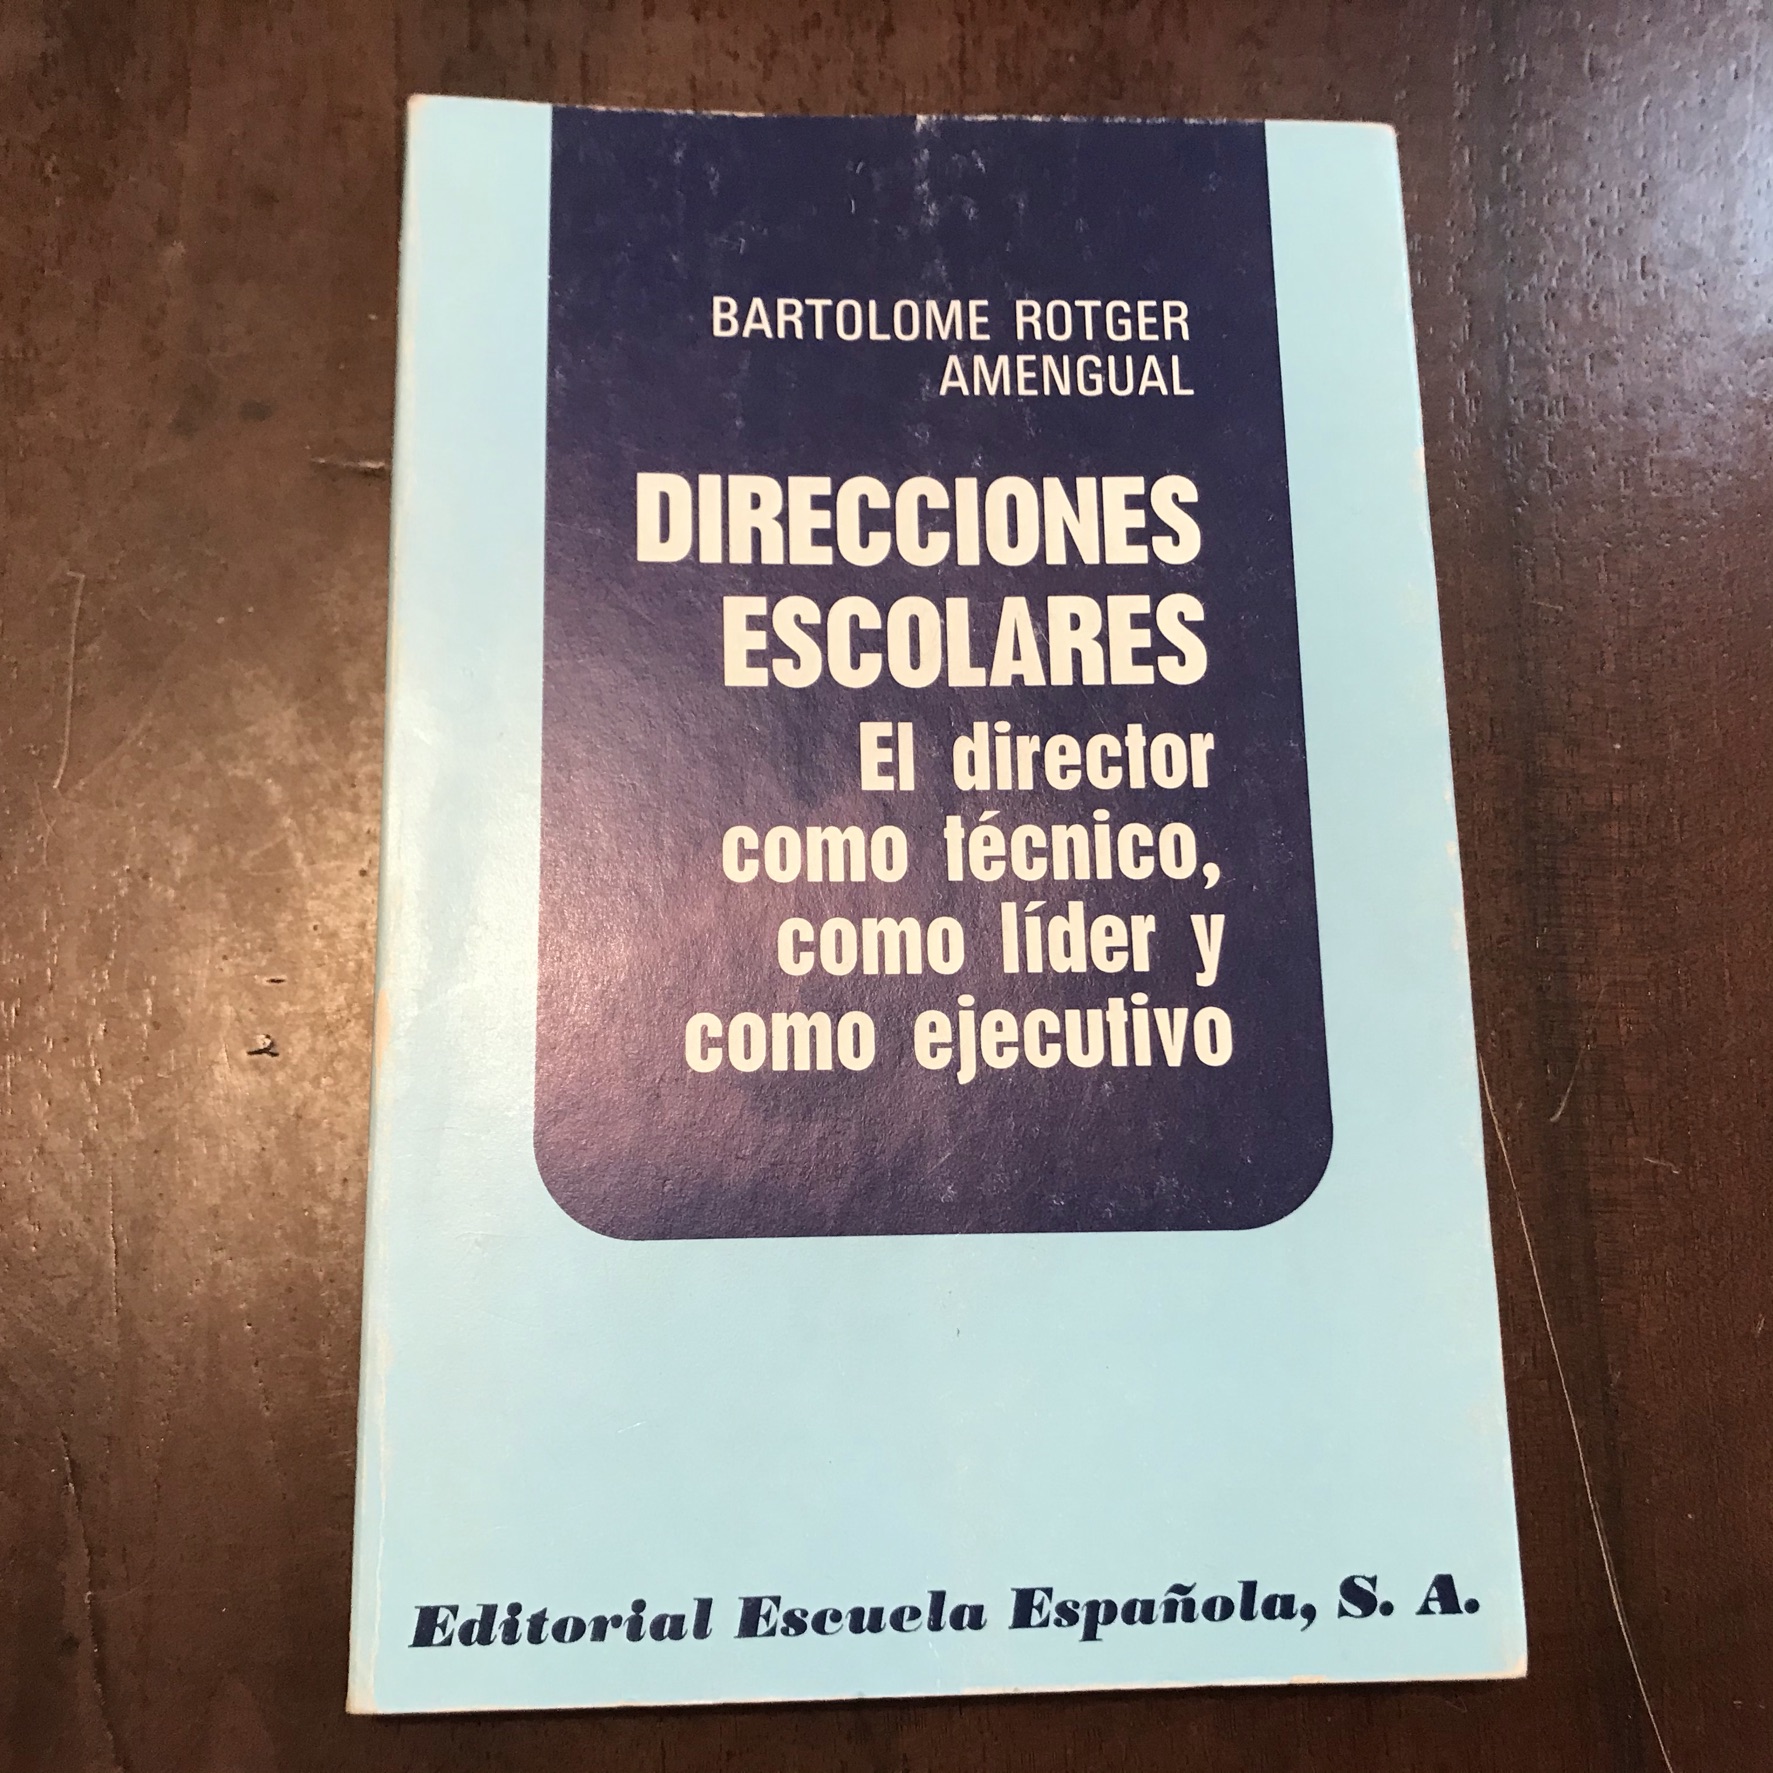 BARTOLOME ROTGER
AMENGUAL
DIRECCIONES
ESCOLARES
El director
como técnico,
como líder y
como ejecutivo
Editorial Escuela Española, S. A.